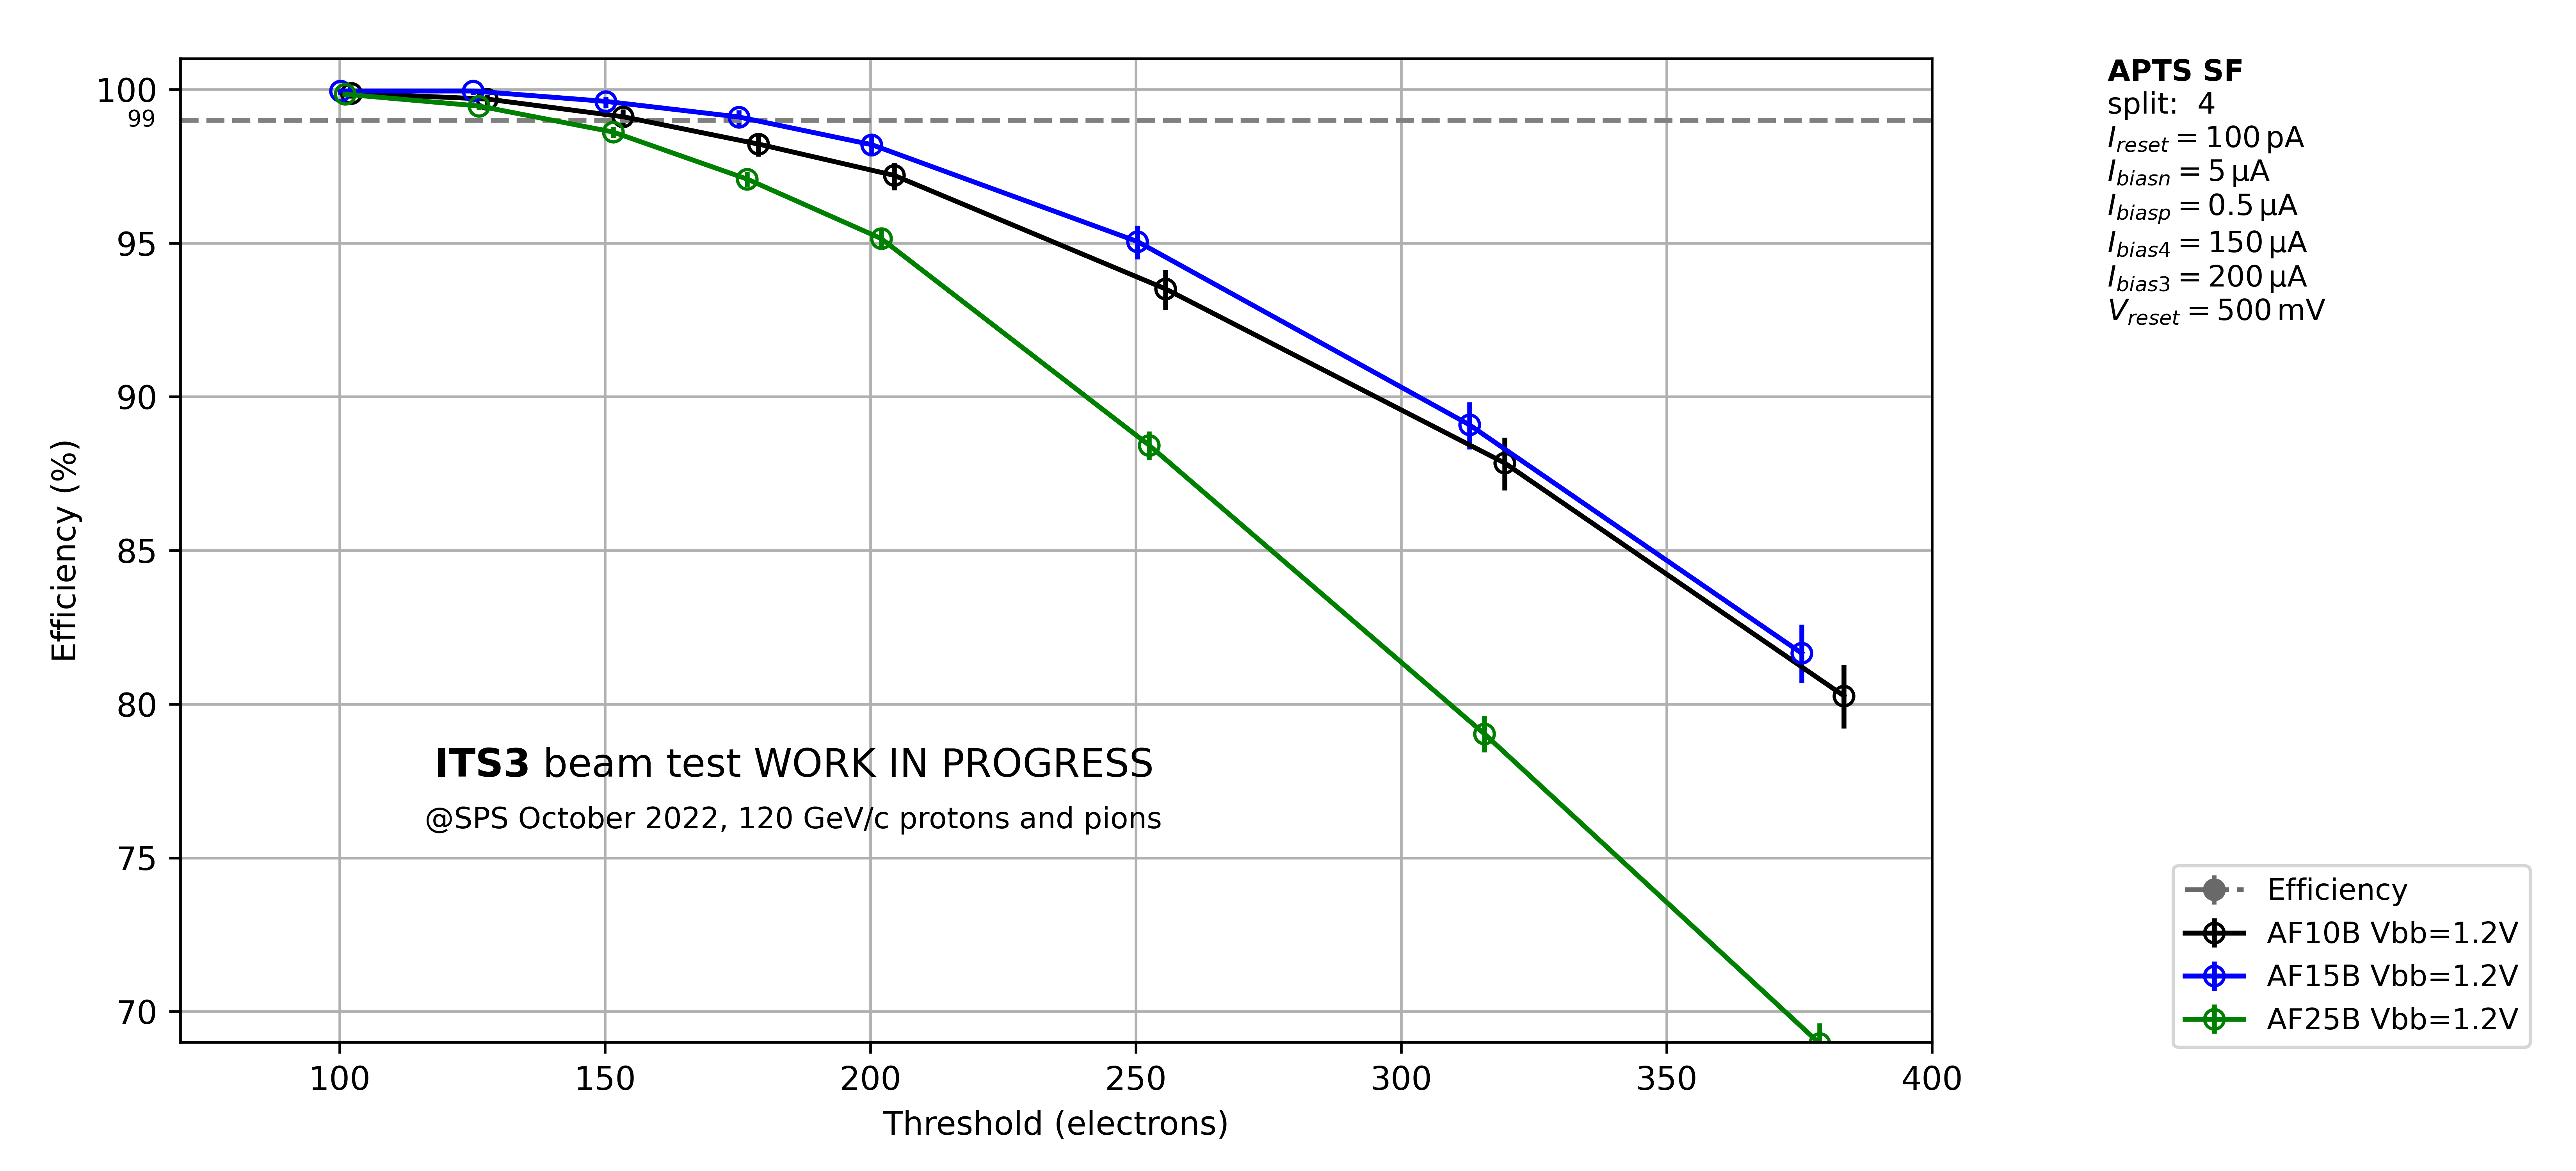 100
99
95
90
85
80
75
70
Efficiency (%)
ITS3 beam test WORK IN PROGRESS
@SPS October 2022, 120 GeV/c protons and pions
100 150 200 250 300 350 400
Threshold (electrons)
APTS SF
split: 4
I_reset = 100 pA
I_biasn = 5 μA
I_biasp = 0.5 μA
I_bias4 = 150 μA
I_bias3 = 200 μA
V_reset = 500 mV
Efficiency
AF10B Vbb=1.2V
AF15B Vbb=1.2V
AF25B Vbb=1.2V